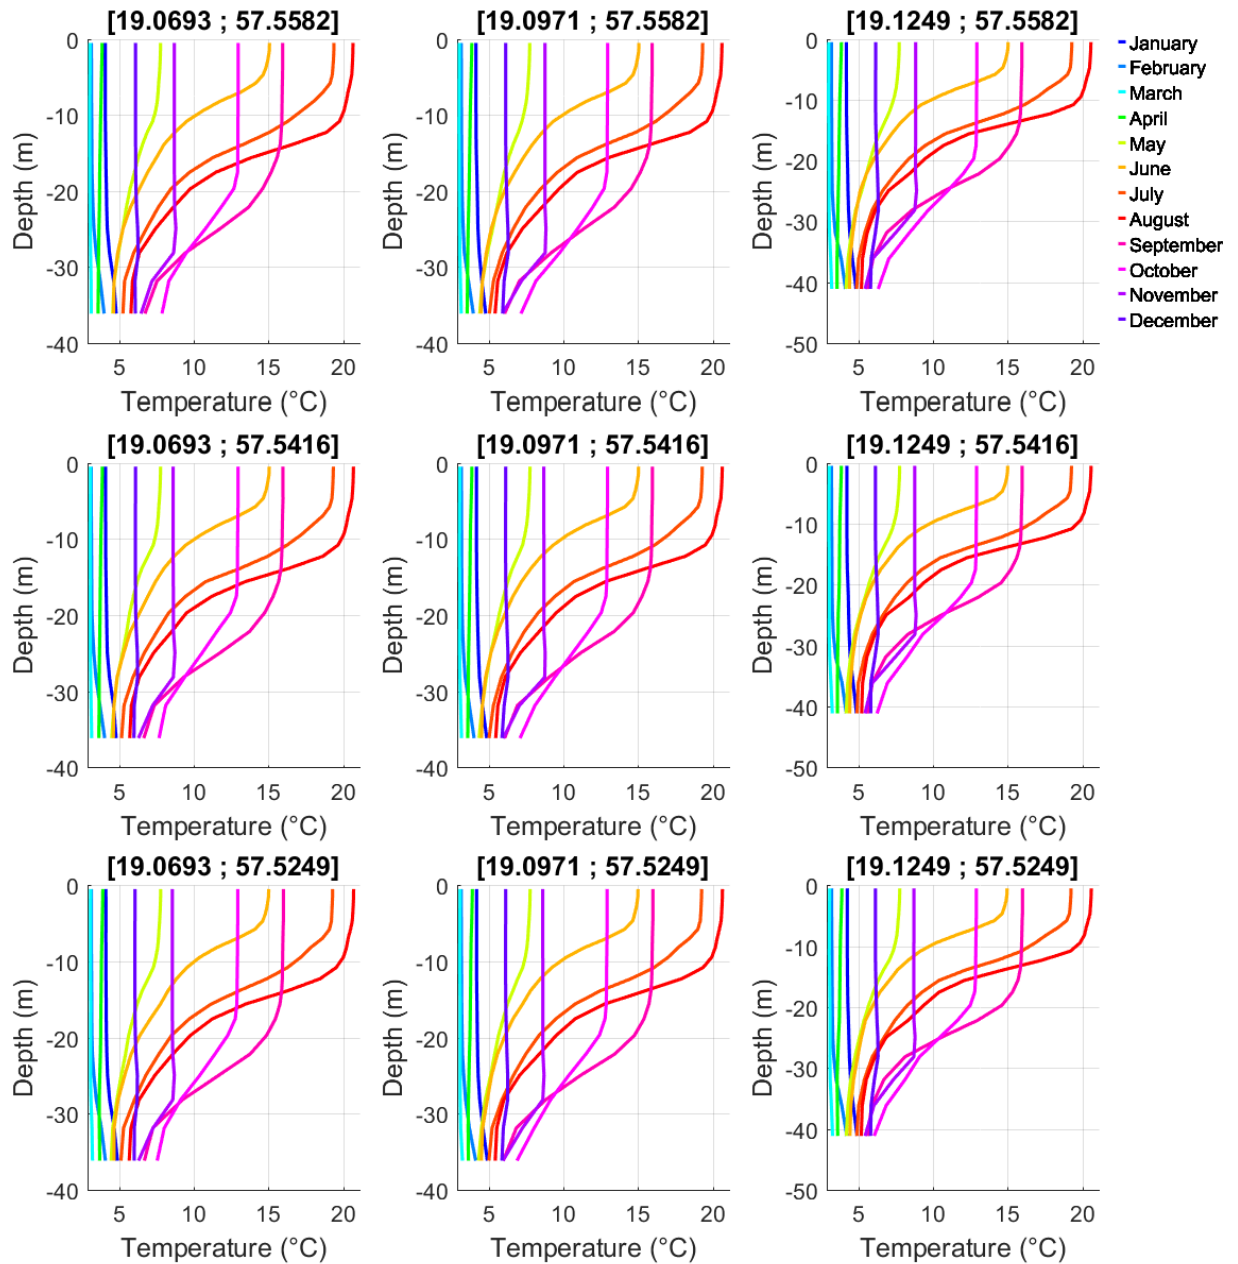 [19.0693 ; 57.5582]
0
-10
-20
-30
-40
Depth (m)
5 10 15 20
Temperature (°C)
[19.0971 ; 57.5582]
0
-10
-20
-30
-40
Depth (m)
5 10 15 20
Temperature (°C)
[19.1249 ; 57.5582]
0
-10
-20
-30
-40
-50
Depth (m)
5 10 15 20
Temperature (°C)
January
February
March
April
May
June
July
August
September
October
November
December
[19.0693 ; 57.5416]
0
-10
-20
-30
-40
Depth (m)
5 10 15 20
Temperature (°C)
[19.0971 ; 57.5416]
0
-10
-20
-30
-40
Depth (m)
5 10 15 20
Temperature (°C)
[19.1249 ; 57.5416]
0
-10
-20
-30
-40
-50
Depth (m)
5 10 15 20
Temperature (°C)
[19.0693 ; 57.5249]
0
-10
-20
-30
-40
Depth (m)
5 10 15 20
Temperature (°C)
[19.0971 ; 57.5249]
0
-10
-20
-30
-40
Depth (m)
5 10 15 20
Temperature (°C)
[19.1249 ; 57.5249]
0
-10
-20
-30
-40
-50
Depth (m)
5 10 15 20
Temperature (°C)